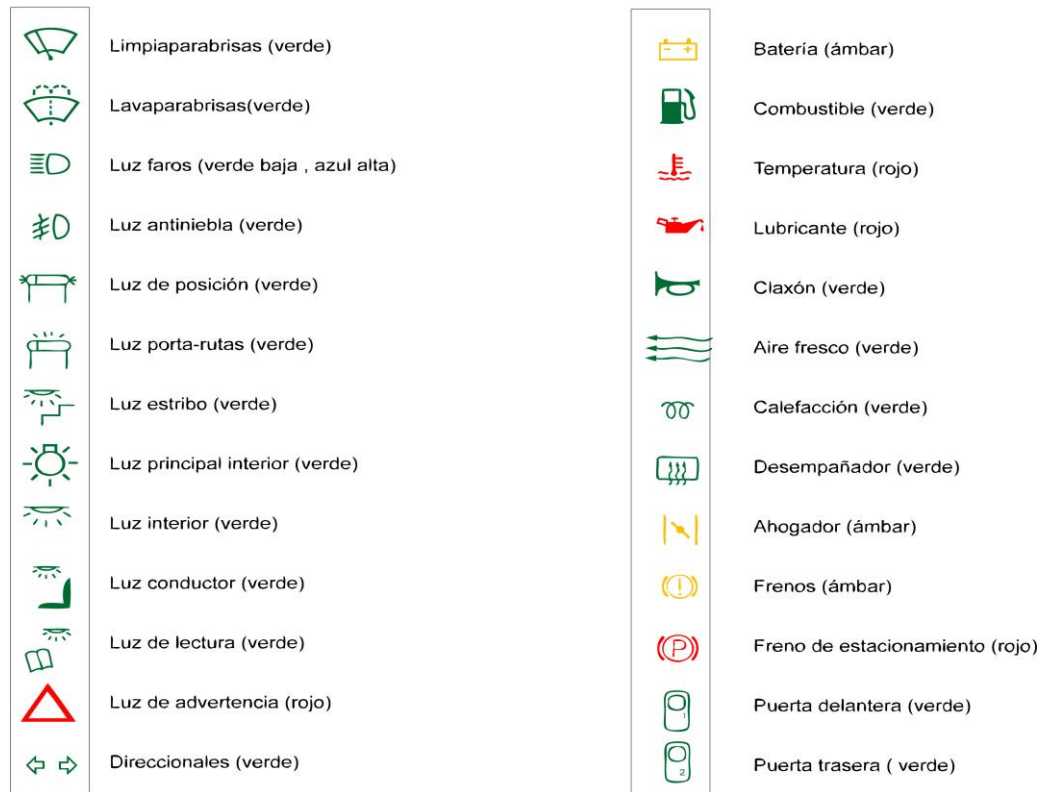 Limpiaparabrisas (verde)
Lavaparabrisas(verde)
Luz faros (verde baja , azul alta)
Luz antiniebla (verde)
Luz de posición (verde)
Luz porta-rutas (verde)
Luz estribo (verde)
Luz principal interior (verde)
Luz interior (verde)
Luz conductor (verde)
Luz de lectura (verde)
Luz de advertencia (rojo)
Direccionales (verde)
Batería (ámbar)
Combustible (verde)
Temperatura (rojo)
Lubricante (rojo)
Claxón (verde)
Aire fresco (verde)
Calefacción (verde)
Desempañador (verde)
Ahogador (ámbar)
Frenos (ámbar)
P
Freno de estacionamiento (rojo)
1
Puerta delantera (verde)
2
Puerta trasera ( verde)